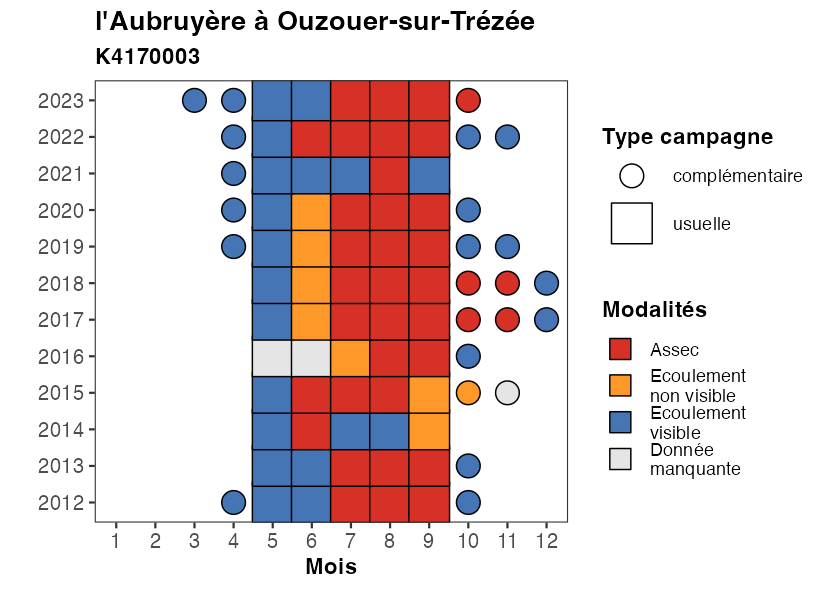 l'Aubruyère à Ouzouer-sur-Trézée
K4170003
2023
2022
2021
2020
2019
2018
2017
2016
2015
2014
2013
2012
1 2 3 4 5 6 7 8 9 10 11 12
Mois
Type campagne
complémentaire
usuelle
Modalités
Assec
Ecoulement
non visible
Ecoulement
visible
Donnée
manquante